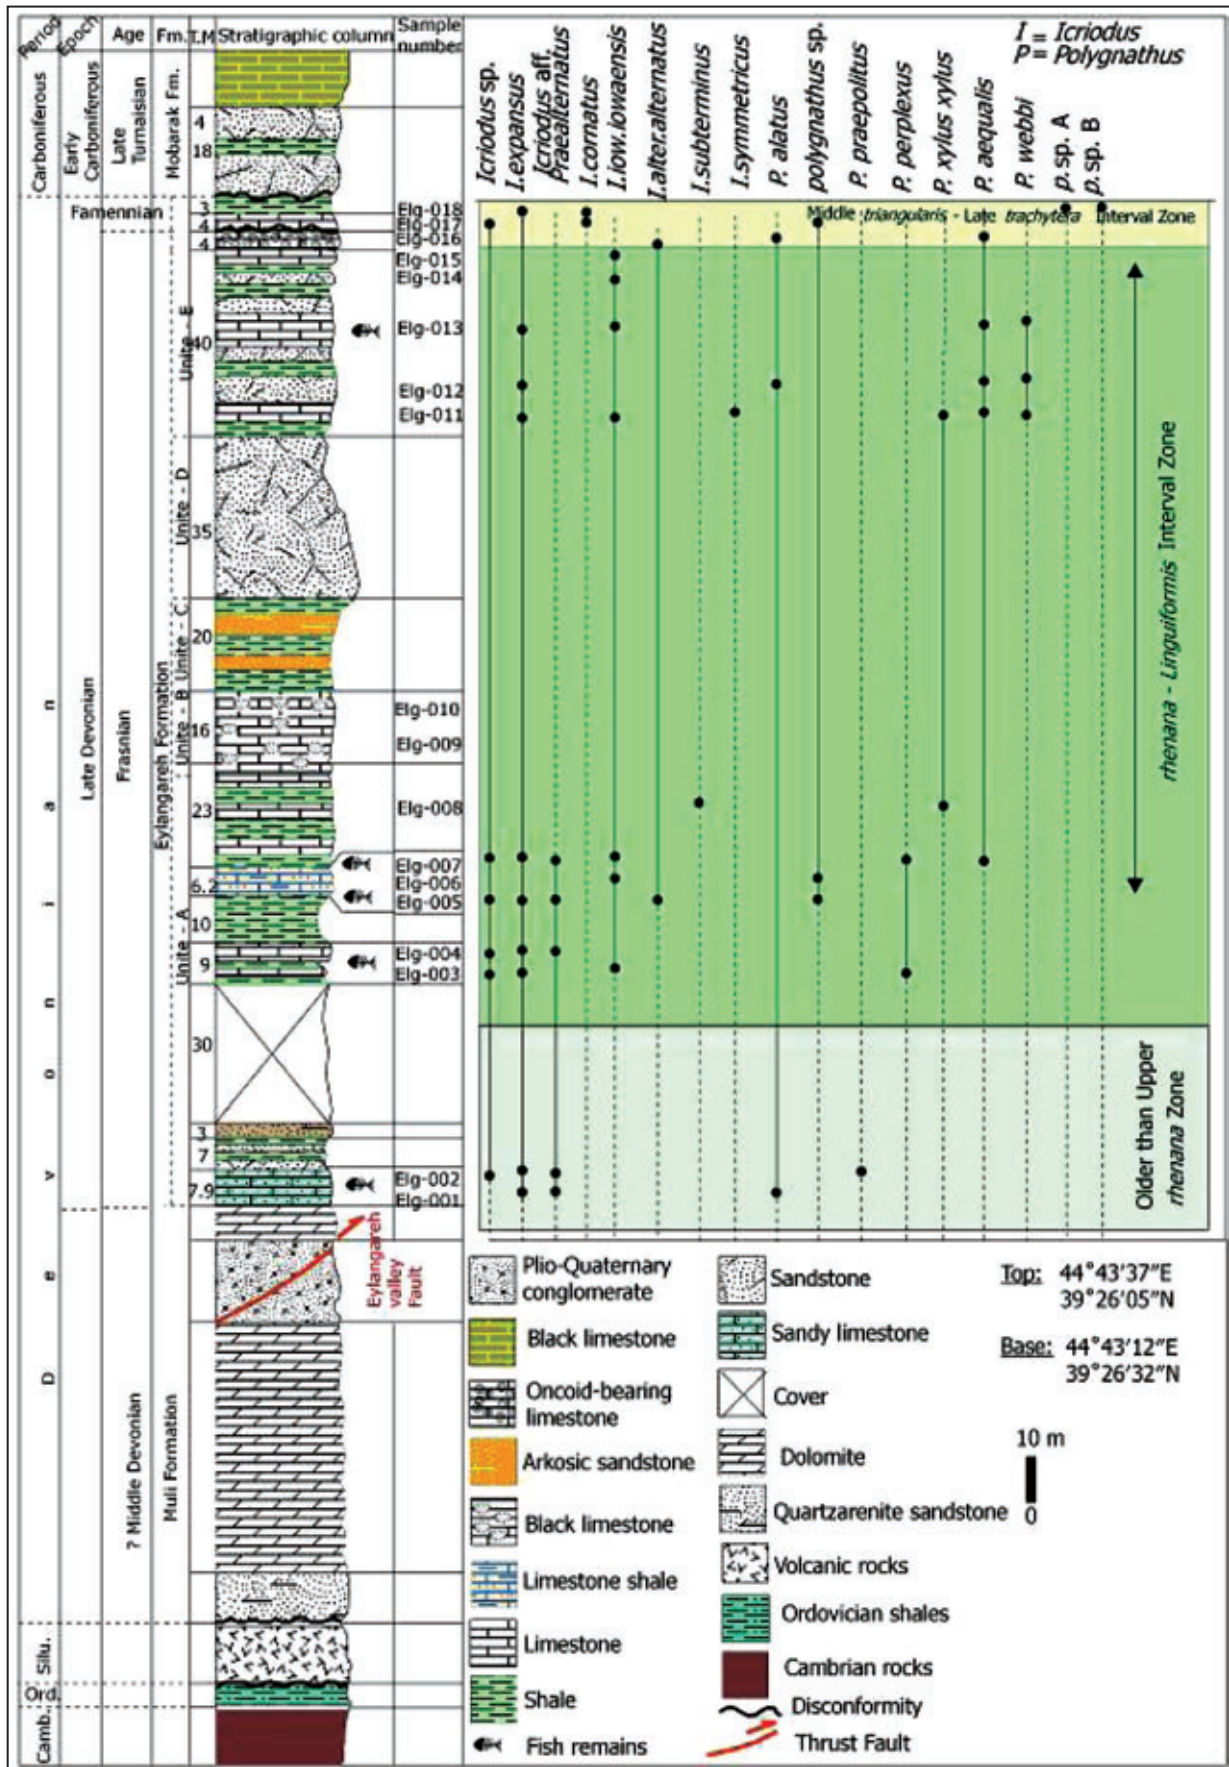 Period
Epoch
Age
Fm.
T.M
Stratigraphic column
Sample
number
Icriodus sp.
I.expansus
Icriodus aff.
Praealternatus
I.cornatus
I.iow.iowaensis
I.alter.alternatus
I.subterminus
I.symmetricus
P. alatus
polygnathus sp.
P. praepolitus
P. perplexus
P. xylus xylus
P. aequalis
P. webbi
p.sp. A
p.sp. B
I = Icriodus
P = Polygnathus
Carboniferous
Early
Carboniferous
Late
Turnaisian
Mobarak Fm.
4
18
Famennian
3
4
4
Elg-018
Elg-017
Elg-016
Elg-015
Elg-014
Elg-013
Elg-012
Elg-011
Middle triangularis - Late trachytera Interval Zone
Unite - E
40
Unite - D
35
Unite - C
20
Unite - B
16
Elg-010
Elg-009
23
Elg-008
Elg-007
Elg-006
Elg-005
6.2
10
Unite - A
9
Elg-004
Elg-003
30
3
7
7.9
Elg-002
Elg-001
rhenana - Linguiformis Interval Zone
Older than Upper
rhenana Zone
Devonian
Late Devonian
Frasnian
Eylangareh Formation
Eylangareh
valley
Fault
? Middle Devonian
Muli Formation
Silu.
Ord.
Camb.
Plio-Quaternary
conglomerate
Black limestone
Oncoid-bearing
limestone
Arkosic sandstone
Black limestone
Limestone shale
Limestone
Shale
Fish remains
Sandstone
Sandy limestone
Cover
Dolomite
Quartzarenite sandstone
Volcanic rocks
Ordovician shales
Cambrian rocks
Disconformity
Thrust Fault
Top: 44°43'37"E
39°26'05"N
Base: 44°43'12"E
39°26'32"N
10 m
0